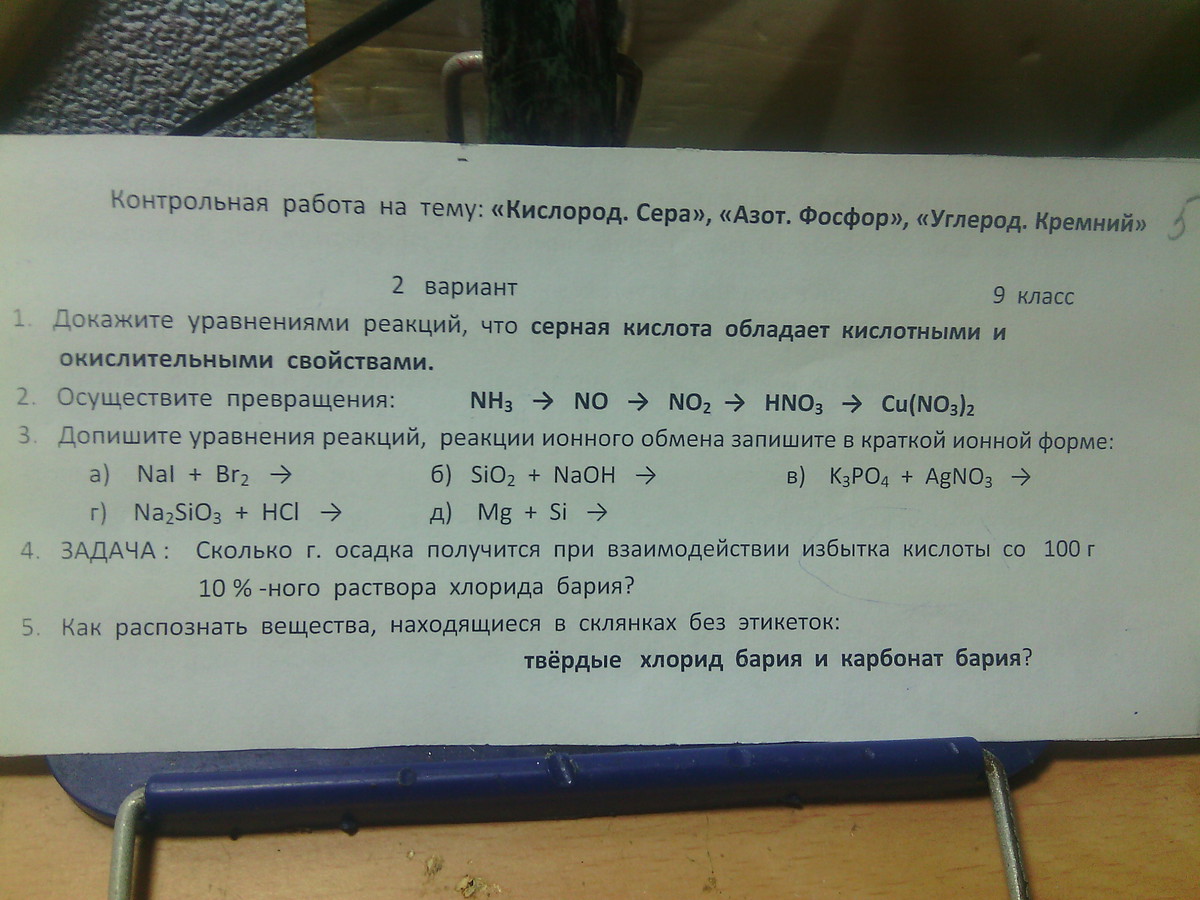 Контрольная работа на тему: «Кислород. Сера», «Азот. Фосфор», «Углерод. Кремний» 5
2 вариант 9 класс
1. Докажите уравнениями реакций, что серная кислота обладает кислотными и
окислительными свойствами.
2. Осуществите превращения: NH₃ → NO → NO₂ → HNO₃ → Cu(NO₃)₂
3. Допишите уравнения реакций, реакции ионного обмена запишите в краткой ионной форме:
а) NaI + Br₂ → б) SiO₂ + NaOH → в) K₃PO₄ + AgNO₃ →
г) Na₂SiO₃ + HCl → д) Mg + Si →
4. ЗАДАЧА : Сколько г. осадка получится при взаимодействии избытка кислоты со 100 г
10 % -ного раствора хлорида бария?
5. Как распознать вещества, находящиеся в склянках без этикеток:
твёрдые хлорид бария и карбонат бария?